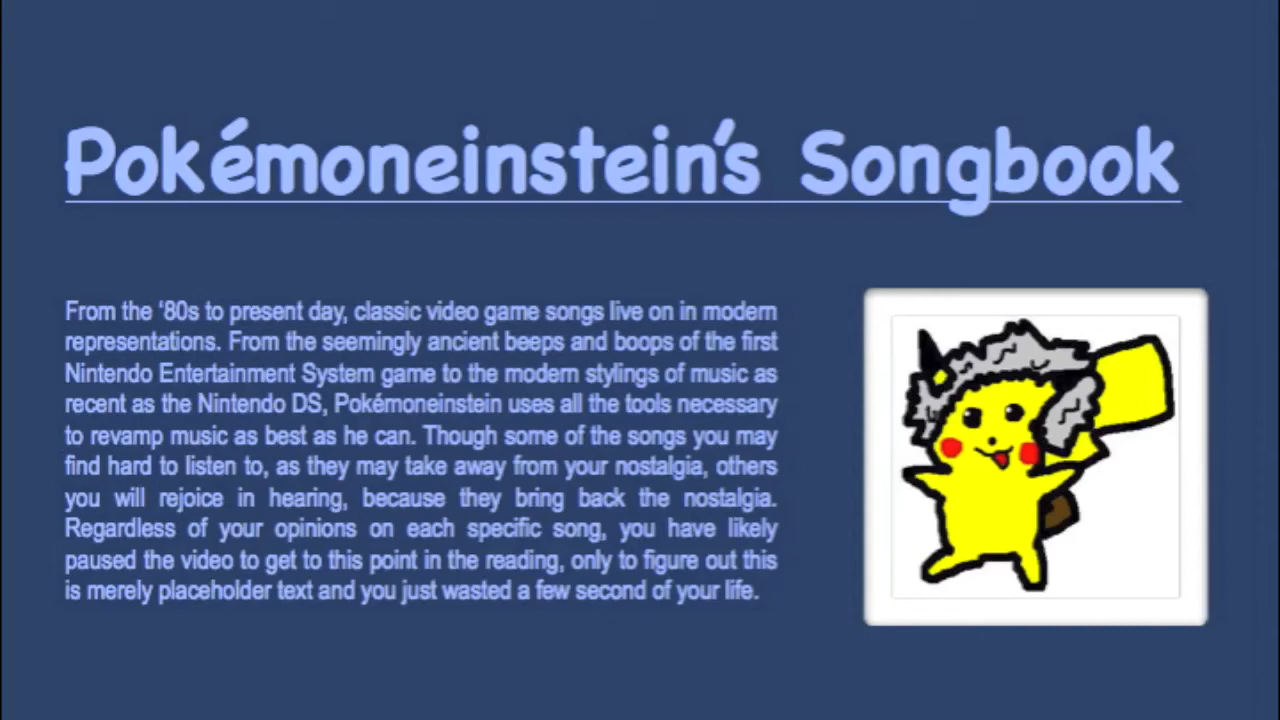 Pokémoneinstein's Songbook
From the ‘80s to present day, classic video game songs live on in modern
representations. From the seemingly ancient beeps and boops of the first
Nintendo Entertainment System game to the modern stylings of music as
recent as the Nintendo DS, Pokémoneinstein uses all the tools necessary
to revamp music as best as he can. Though some of the songs you may
find hard to listen to, as they may take away from your nostalgia, others
you will rejoice in hearing, because they bring back the nostalgia.
Regardless of your opinions on each specific song, you have likely
paused the video to get to this point in the reading, only to figure out this
is merely placeholder text and you just wasted a few second of your life.